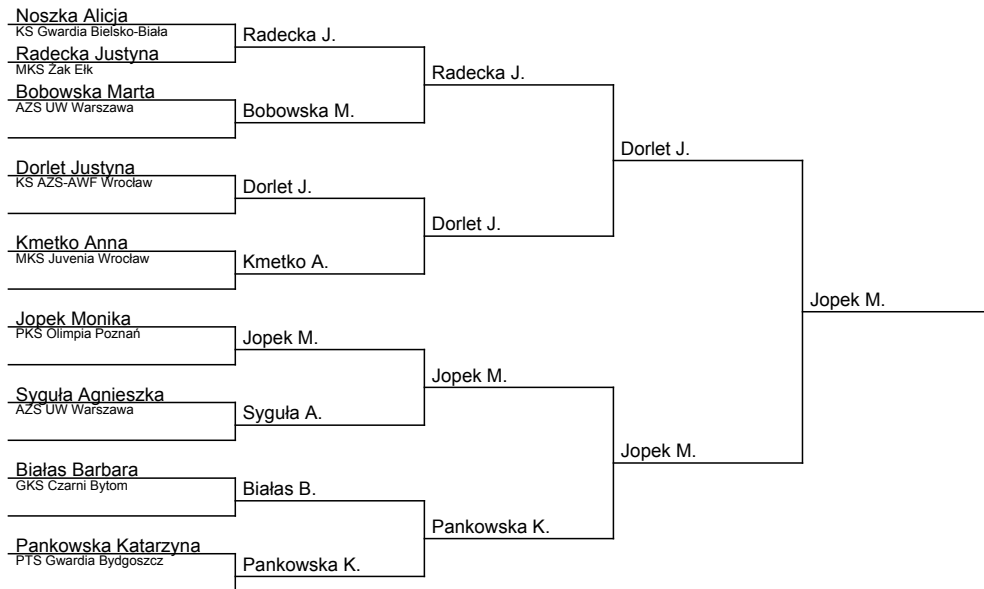 Noszka Alicja
KS Gwardia Bielsko-Biała
Radecka J.
Radecka Justyna
MKS Żak Ełk
Radecka J.
Bobowska Marta
AZS UW Warszawa
Bobowska M.
Dorlet J.
Dorlet Justyna
KS AZS-AWF Wrocław
Dorlet J.
Dorlet J.
Kmetko Anna
MKS Juvenia Wrocław
Kmetko A.
Jopek M.
Jopek Monika
PKS Olimpia Poznań
Jopek M.
Jopek M.
Syguła Agnieszka
AZS UW Warszawa
Syguła A.
Jopek M.
Białas Barbara
GKS Czarni Bytom
Białas B.
Pankowska K.
Pankowska Katarzyna
PTS Gwardia Bydgoszcz
Pankowska K.